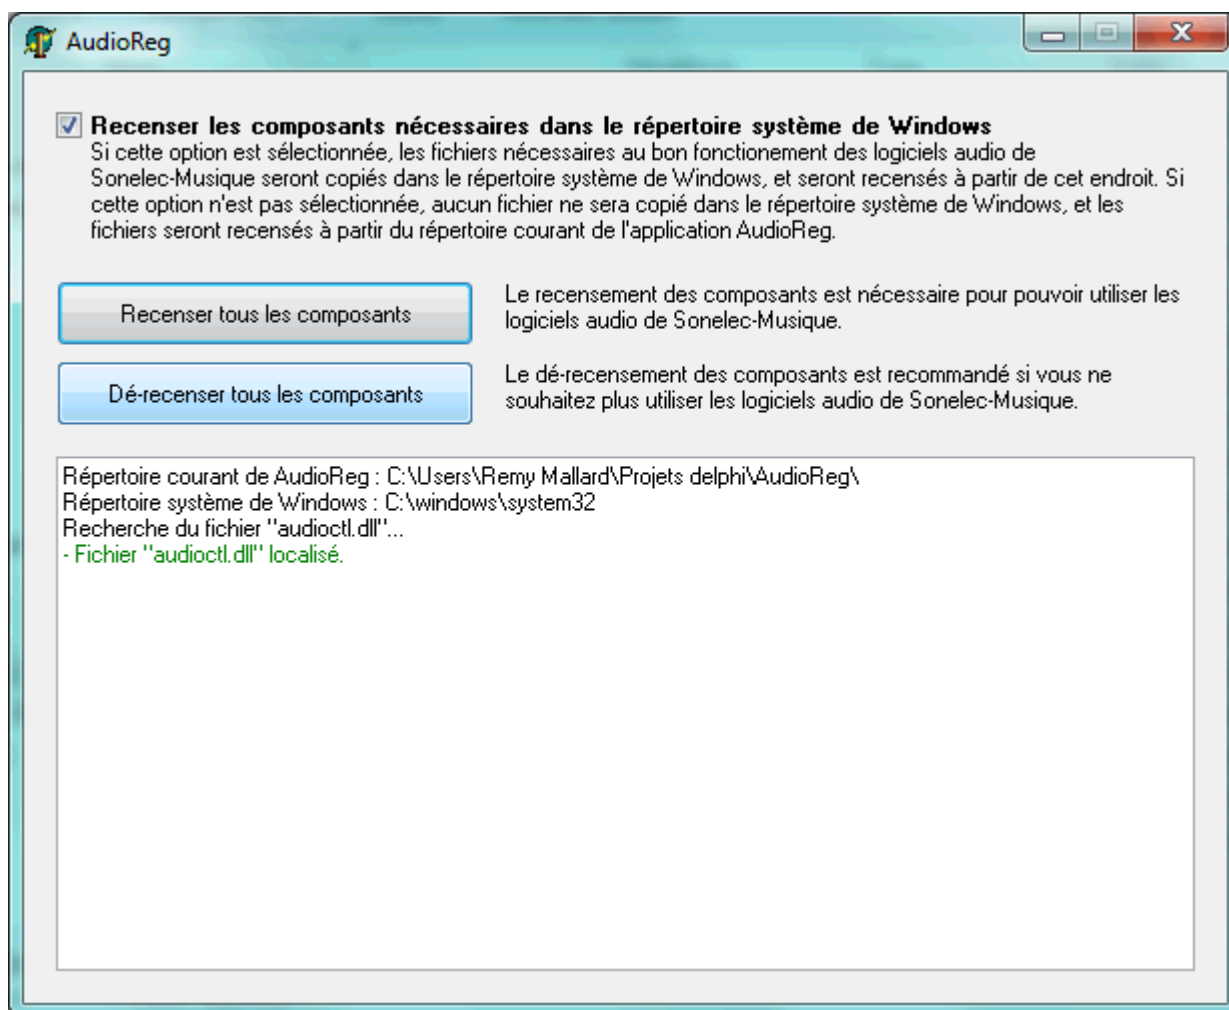 AudioReg
Recenser les composants nécessaires dans le répertoire système de Windows
Si cette option est sélectionnée, les fichiers nécessaires au bon fonctionement des logiciels audio de
Sonelec-Musique seront copiés dans le répertoire système de Windows, et seront recensés à partir de cet endroit. Si
cette option n'est pas sélectionnée, aucun fichier ne sera copié dans le répertoire système de Windows, et les
fichiers seront recensés à partir du répertoire courant de l'application AudioReg.
Recenser tous les composants
Le recensement des composants est nécessaire pour pouvoir utiliser les
logiciels audio de Sonelec-Musique.
Dé-recenser tous les composants
Le dé-recensement des composants est recommandé si vous ne
souhaitez plus utiliser les logiciels audio de Sonelec-Musique.
Répertoire courant de AudioReg : C:\Users\Remy Mallard\Projets delphi\AudioReg\
Répertoire système de Windows : C:\windows\system32
Recherche du fichier "audioctl.dll"...
- Fichier "audioctl.dll" localisé.